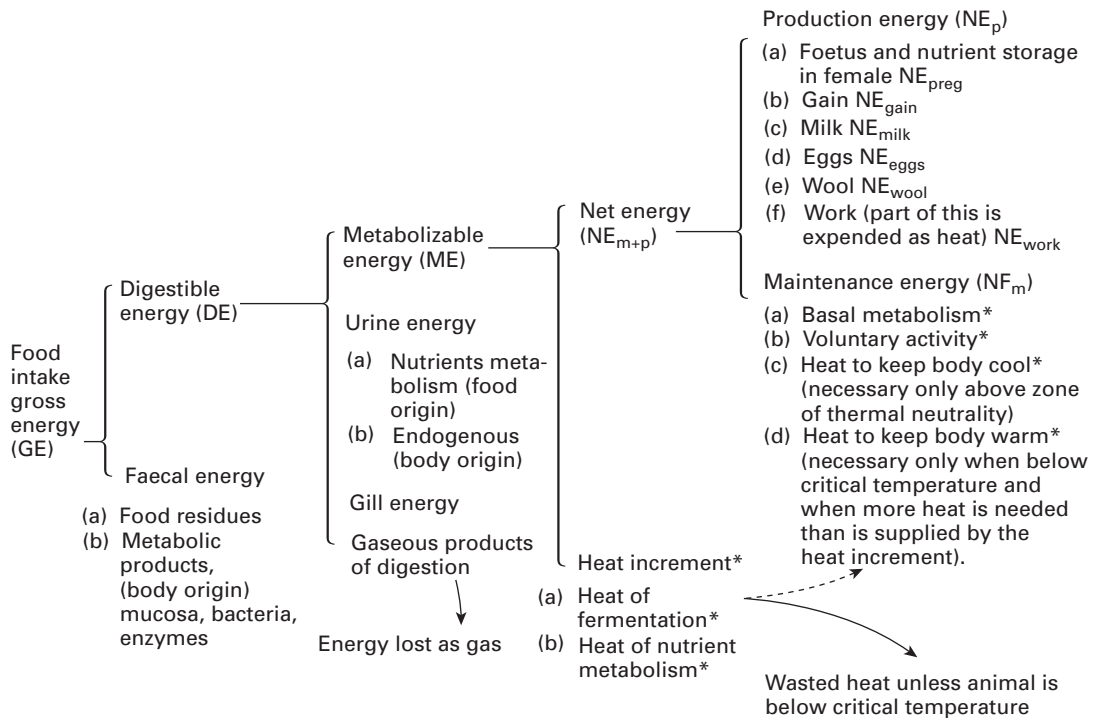 Food
intake
gross
energy
(GE)
Digestible
energy (DE)
Faecal energy
(a) Food residues
(b) Metabolic
products,
(body origin)
mucosa, bacteria,
enzymes
Metabolizable
energy (ME)
Urine energy
(a) Nutrients meta-
bolism (food
origin)
(b) Endogenous
(body origin)
Gill energy
Gaseous products
of digestion
Energy lost as gas
Net energy
(NEm+p)
Heat increment*
(a) Heat of
fermentation*
(b) Heat of nutrient
metabolism*
Production energy (NEp)
(a) Foetus and nutrient storage
in female NEpreg
(b) Gain NEgain
(c) Milk NEmilk
(d) Eggs NEeggs
(e) Wool NEwool
(f) Work (part of this is
expended as heat) NEwork
Maintenance energy (NFm)
(a) Basal metabolism*
(b) Voluntary activity*
(c) Heat to keep body cool*
(necessary only above zone
of thermal neutrality)
(d) Heat to keep body warm*
(necessary only when below
critical temperature and
when more heat is needed
than is supplied by the
heat increment).
Wasted heat unless animal is
below critical temperature